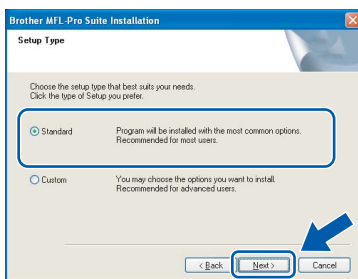 Brother MFL-Pro Suite Installation
Setup Type
Choose the setup type that best suits your needs.
Click the type of Setup you prefer.
Standard
Program will be installed with the most common options.
Recommended for most users.
Custom
You may choose the options you want to install.
Recommended for advanced users.
< Back
Next >
Cancel